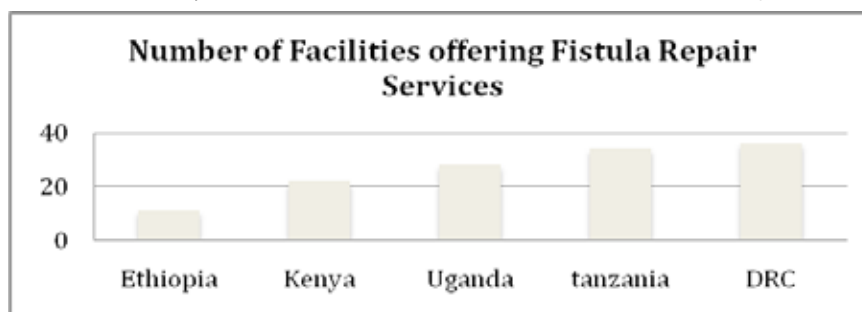 Number of Facilities offering Fistula Repair
Services
40
20
0
Ethiopia Kenya Uganda tanzania DRC